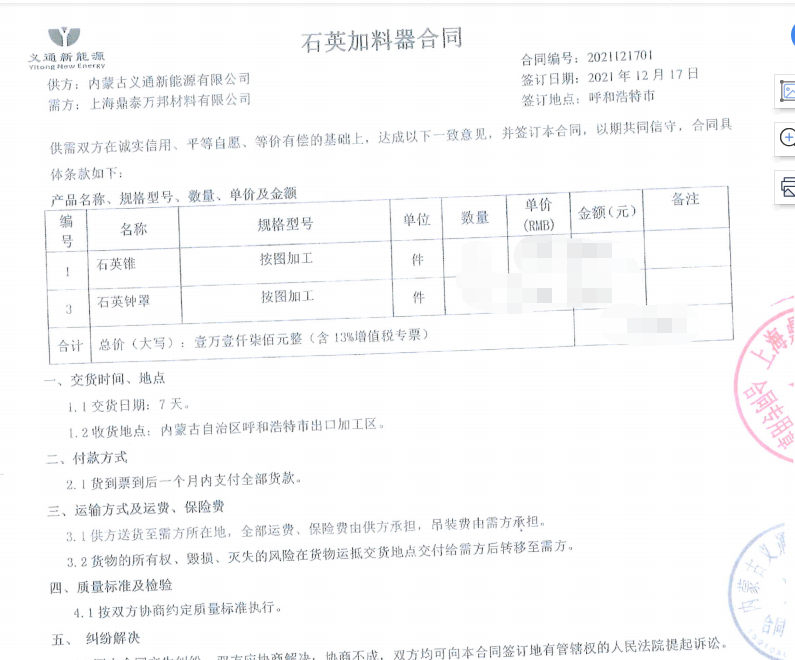 义通新能源
Yitong New Energy
石英加料器合同
合同编号：2021121701
供方：内蒙古义通新能源有限公司
签订日期：2021 年 12 月 17 日
需方：上海鼎泰万邦材料有限公司
签订地点：呼和浩特市
供需双方在诚实信用、平等自愿、等价有偿的基础上，达成以下一致意见，并签订本合同，以期共同信守，合同具
体条款如下：
产品名称、规格型号、数量、单价及金额
编号 名称 规格型号 单位 数量 单价(RMB) 金额（元） 备注
1 石英锥 按图加工 件
3 石英钟罩 按图加工 件
合计 总价（大写）：壹万壹仟柒佰元整（含 13%增值税专票）
一、交货时间、地点
1.1 交货日期：7 天。
1.2 收货地点：内蒙古自治区呼和浩特市出口加工区。
二、付款方式
2.1 货到票到后一个月内支付全部货款。
三、运输方式及运费、保险费
3.1 供方送货至需方所在地，全部运费、保险费由供方承担，吊装费由需方承担。
3.2 货物的所有权、毁损、灭失的风险在货物运抵交货地点交付给需方后转移至需方。
四、质量标准及检验
4.1 按双方协商约定质量标准执行。
五、纠纷解决
双方应协商解决；协商不成，双方均可向本合同签订地有管辖权的人民法院提起诉讼。
上海
合同专用章
内蒙古义通
合同